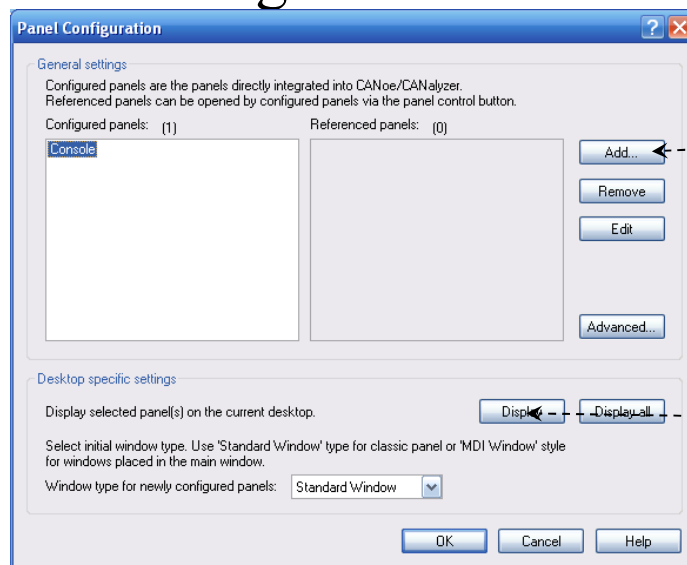 Panel Configuration
General settings
Configured panels are the panels directly integrated into CANoe/CANalyzer.
Referenced panels can be opened by configured panels via the panel control button.
Configured panels: (1)
Referenced panels: (0)
Console
Add...
Remove
Edit
Advanced...
Desktop specific settings
Display selected panel(s) on the current desktop.
Display
Display all
Select initial window type. Use 'Standard Window' type for classic panel or 'MDI Window' style
for windows placed in the main window.
Window type for newly configured panels: Standard Window
OK
Cancel
Help